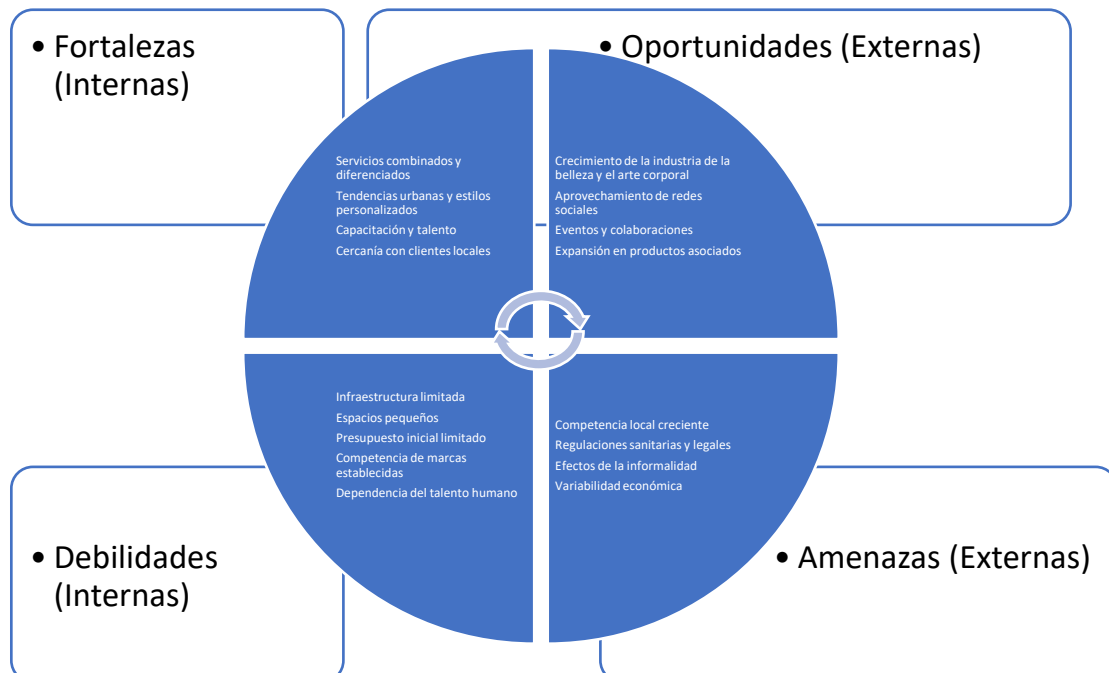 • Fortalezas
(Internas)
• Oportunidades (Externas)
Servicios combinados y
diferenciados
Tendencias urbanas y estilos
personalizados
Capacitación y talento
Cercanía con clientes locales
Crecimiento de la industria de la
belleza y el arte corporal
Aprovechamiento de redes
sociales
Eventos y colaboraciones
Expansión en productos asociados
Infraestructura limitada
Espacios pequeños
Presupuesto inicial limitado
Competencia de marcas
establecidas
Dependencia del talento humano
Competencia local creciente
Regulaciones sanitarias y legales
Efectos de la informalidad
Variabilidad económica
• Debilidades
(Internas)
• Amenazas (Externas)